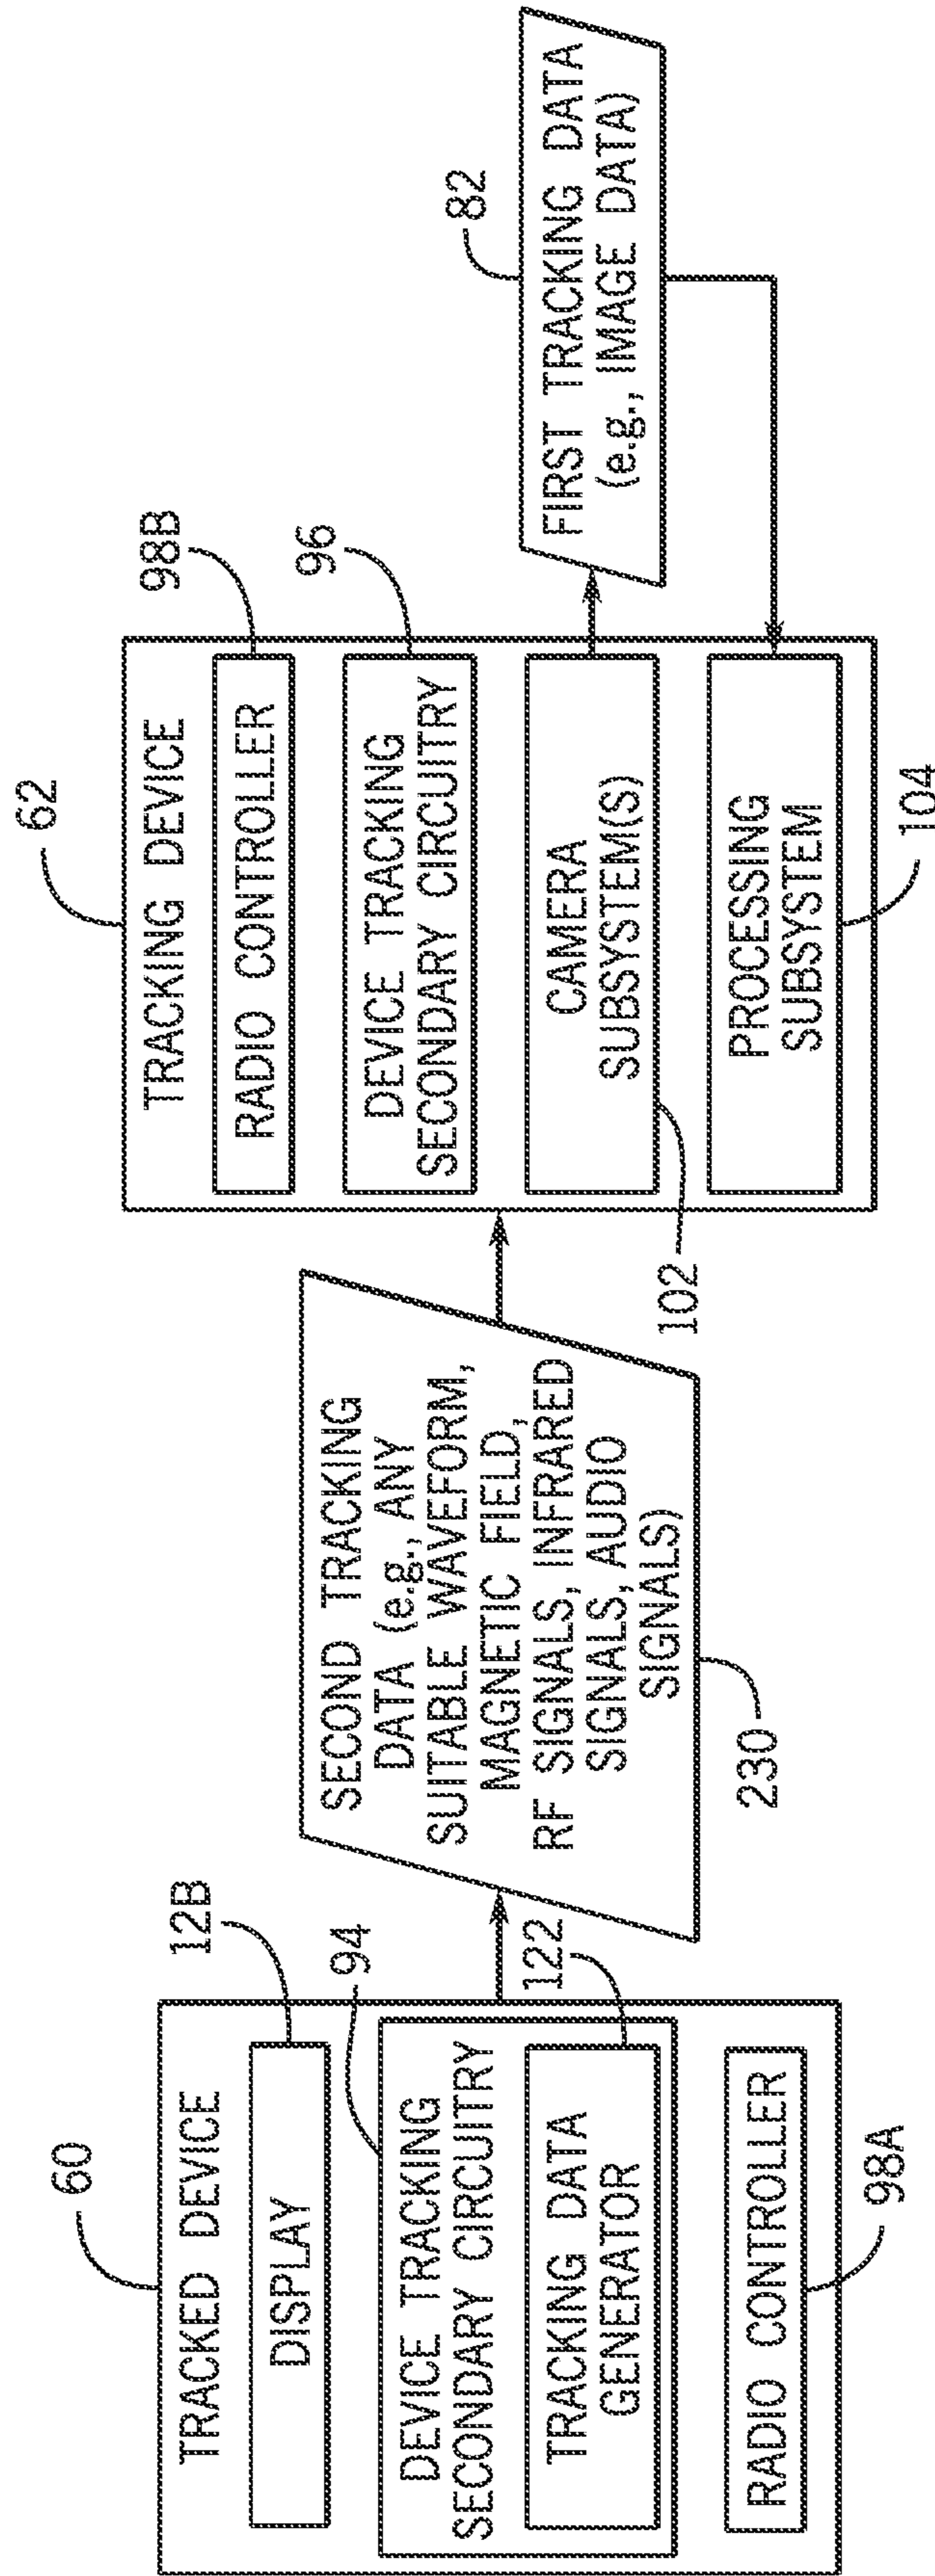 60
TRACKED DEVICE
12B
DISPLAY
94
DEVICE TRACKING
SECONDARY CIRCUITRY
122
TRACKING DATA
GENERATOR
RADIO CONTROLLER
98A
SECOND TRACKING
DATA (e.g., ANY
SUITABLE WAVEFORM,
MAGNETIC FIELD,
RF SIGNALS, INFRARED
SIGNALS, AUDIO
SIGNALS)
230
62
TRACKING DEVICE
98B
RADIO CONTROLLER
96
DEVICE TRACKING
SECONDARY CIRCUITRY
CAMERA
SUBSYSTEM(S)
102
PROCESSING
SUBSYSTEM
104
82
FIRST TRACKING DATA
(e.g., IMAGE DATA)